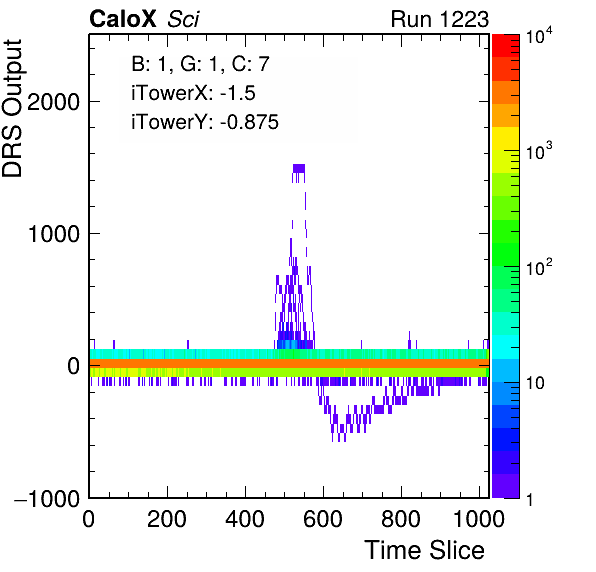 CaloX Sci Run 1223
B: 1, G: 1, C: 7
iTowerX: -1.5
iTowerY: -0.875
DRS Output
2000
1000
0
−1000
0 200 400 600 800 1000
Time Slice
10^4
10^3
10^2
10
1